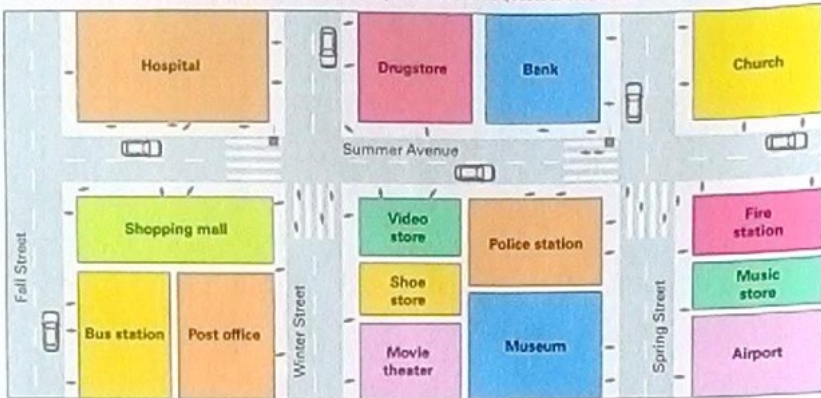 Hospital
Drugstore
Bank
Church
Summer Avenue
Shopping mall
Video
store
Police station
Fire
station
Fall Street
Bus station
Post office
Winter Street
Shoe
store
Movie
theater
Museum
Spring Street
Music
store
Airport